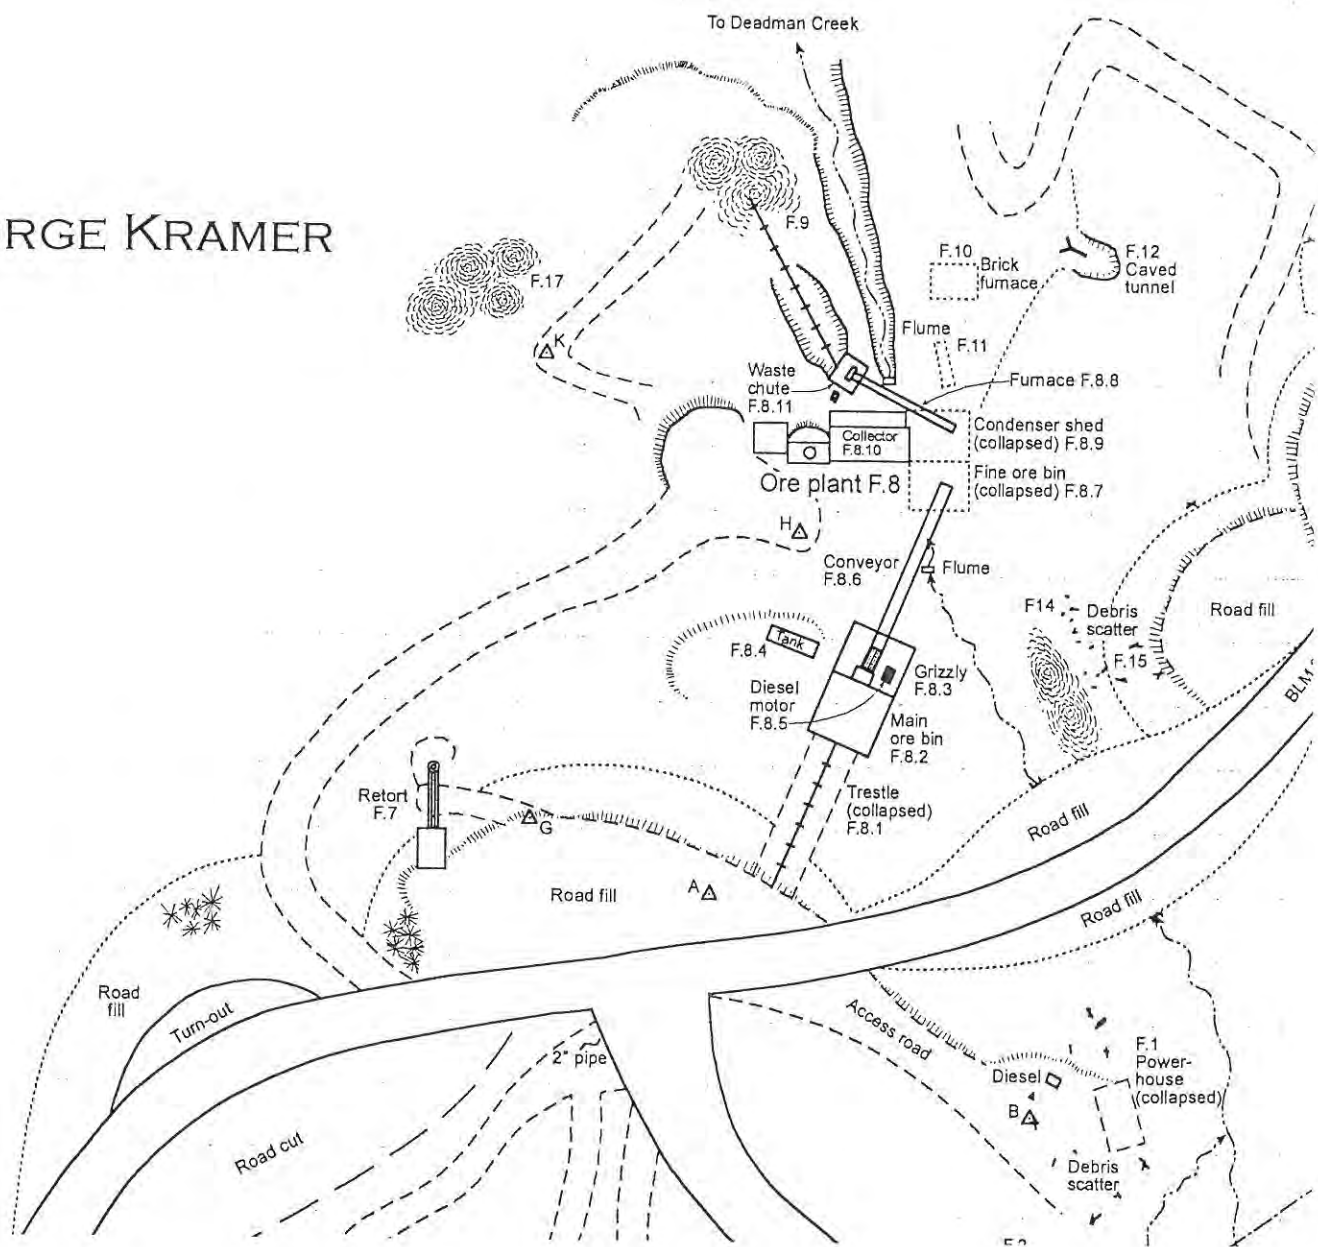 To Deadman Creek
RGE KRAMER
F.9
F.17
F.10
Brick
furnace
F.12
Caved
tunnel
K
Flume
F.11
Waste
chute
F.8.11
Furnace F.8.8
Collector
F.8.10
Condenser shed
(collapsed) F.8.9
Ore plant F.8
Fine ore bin
(collapsed) F.8.7
H
Conveyor
F.8.6
Flume
F14
Debris
scatter
F.15
Road fill
Tank
F.8.4
Grizzly
F.8.3
Diesel
motor
F.8.5
Main
ore bin
F.8.2
Retort
F.7
G
Trestle
(collapsed)
F.8.1
Road fill
A
Road fill
Road fill
Road
fill
Turn-out
Access road
2" pipe
Diesel
B
F.1
Power-
house
(collapsed)
Road cut
Debris
scatter